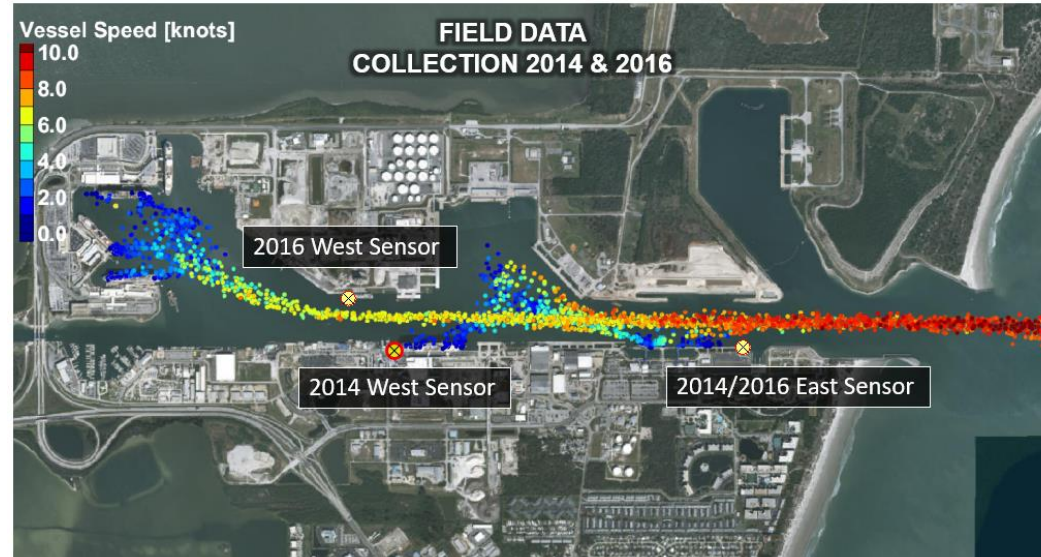 Vessel Speed [knots]
FIELD DATA
COLLECTION 2014 & 2016
10.0
8.0
6.0
4.0
2.0
0.0
2016 West Sensor
2014 West Sensor
2014/2016 East Sensor